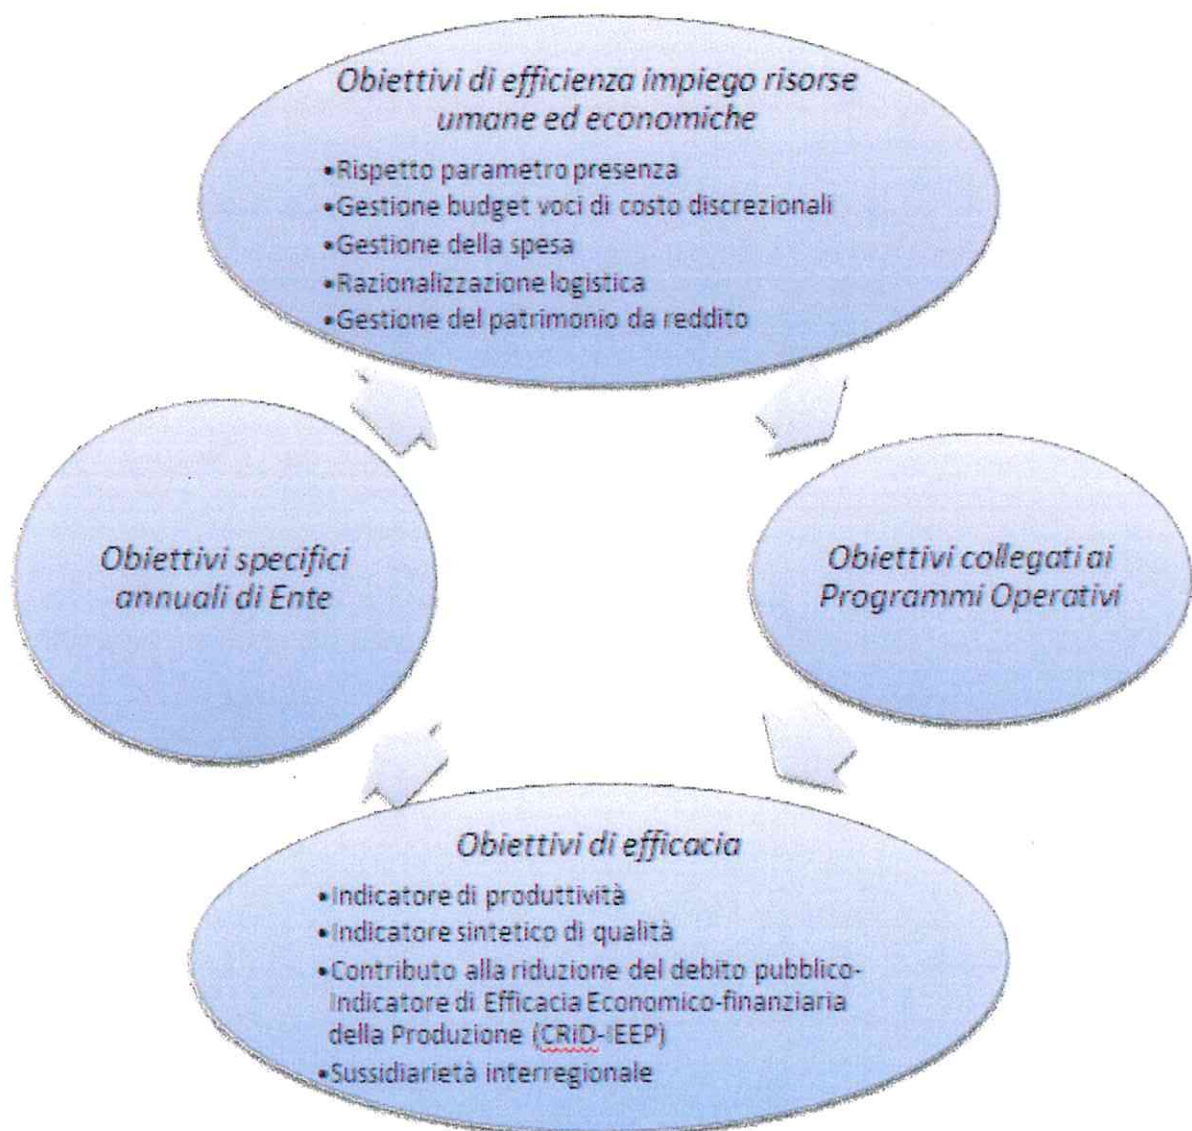 Obiettivi di efficienza impiego risorse
umane ed economiche
•Rispetto parametro presenza
•Gestione budget voci di costo discrezionali
•Gestione della spesa
•Razionalizzazione logistica
•Gestione del patrimonio da reddito
Obiettivi specifici
annuali di Ente
Obiettivi collegati ai
Programmi Operativi
Obiettivi di efficacia
•Indicatore di produttività
•Indicatore sintetico di qualità
•Contributo alla riduzione del debito pubblico-
Indicatore di Efficacia Economico-finanziaria
della Produzione (CRID-IEEP)
•Sussidiarietà interregionale